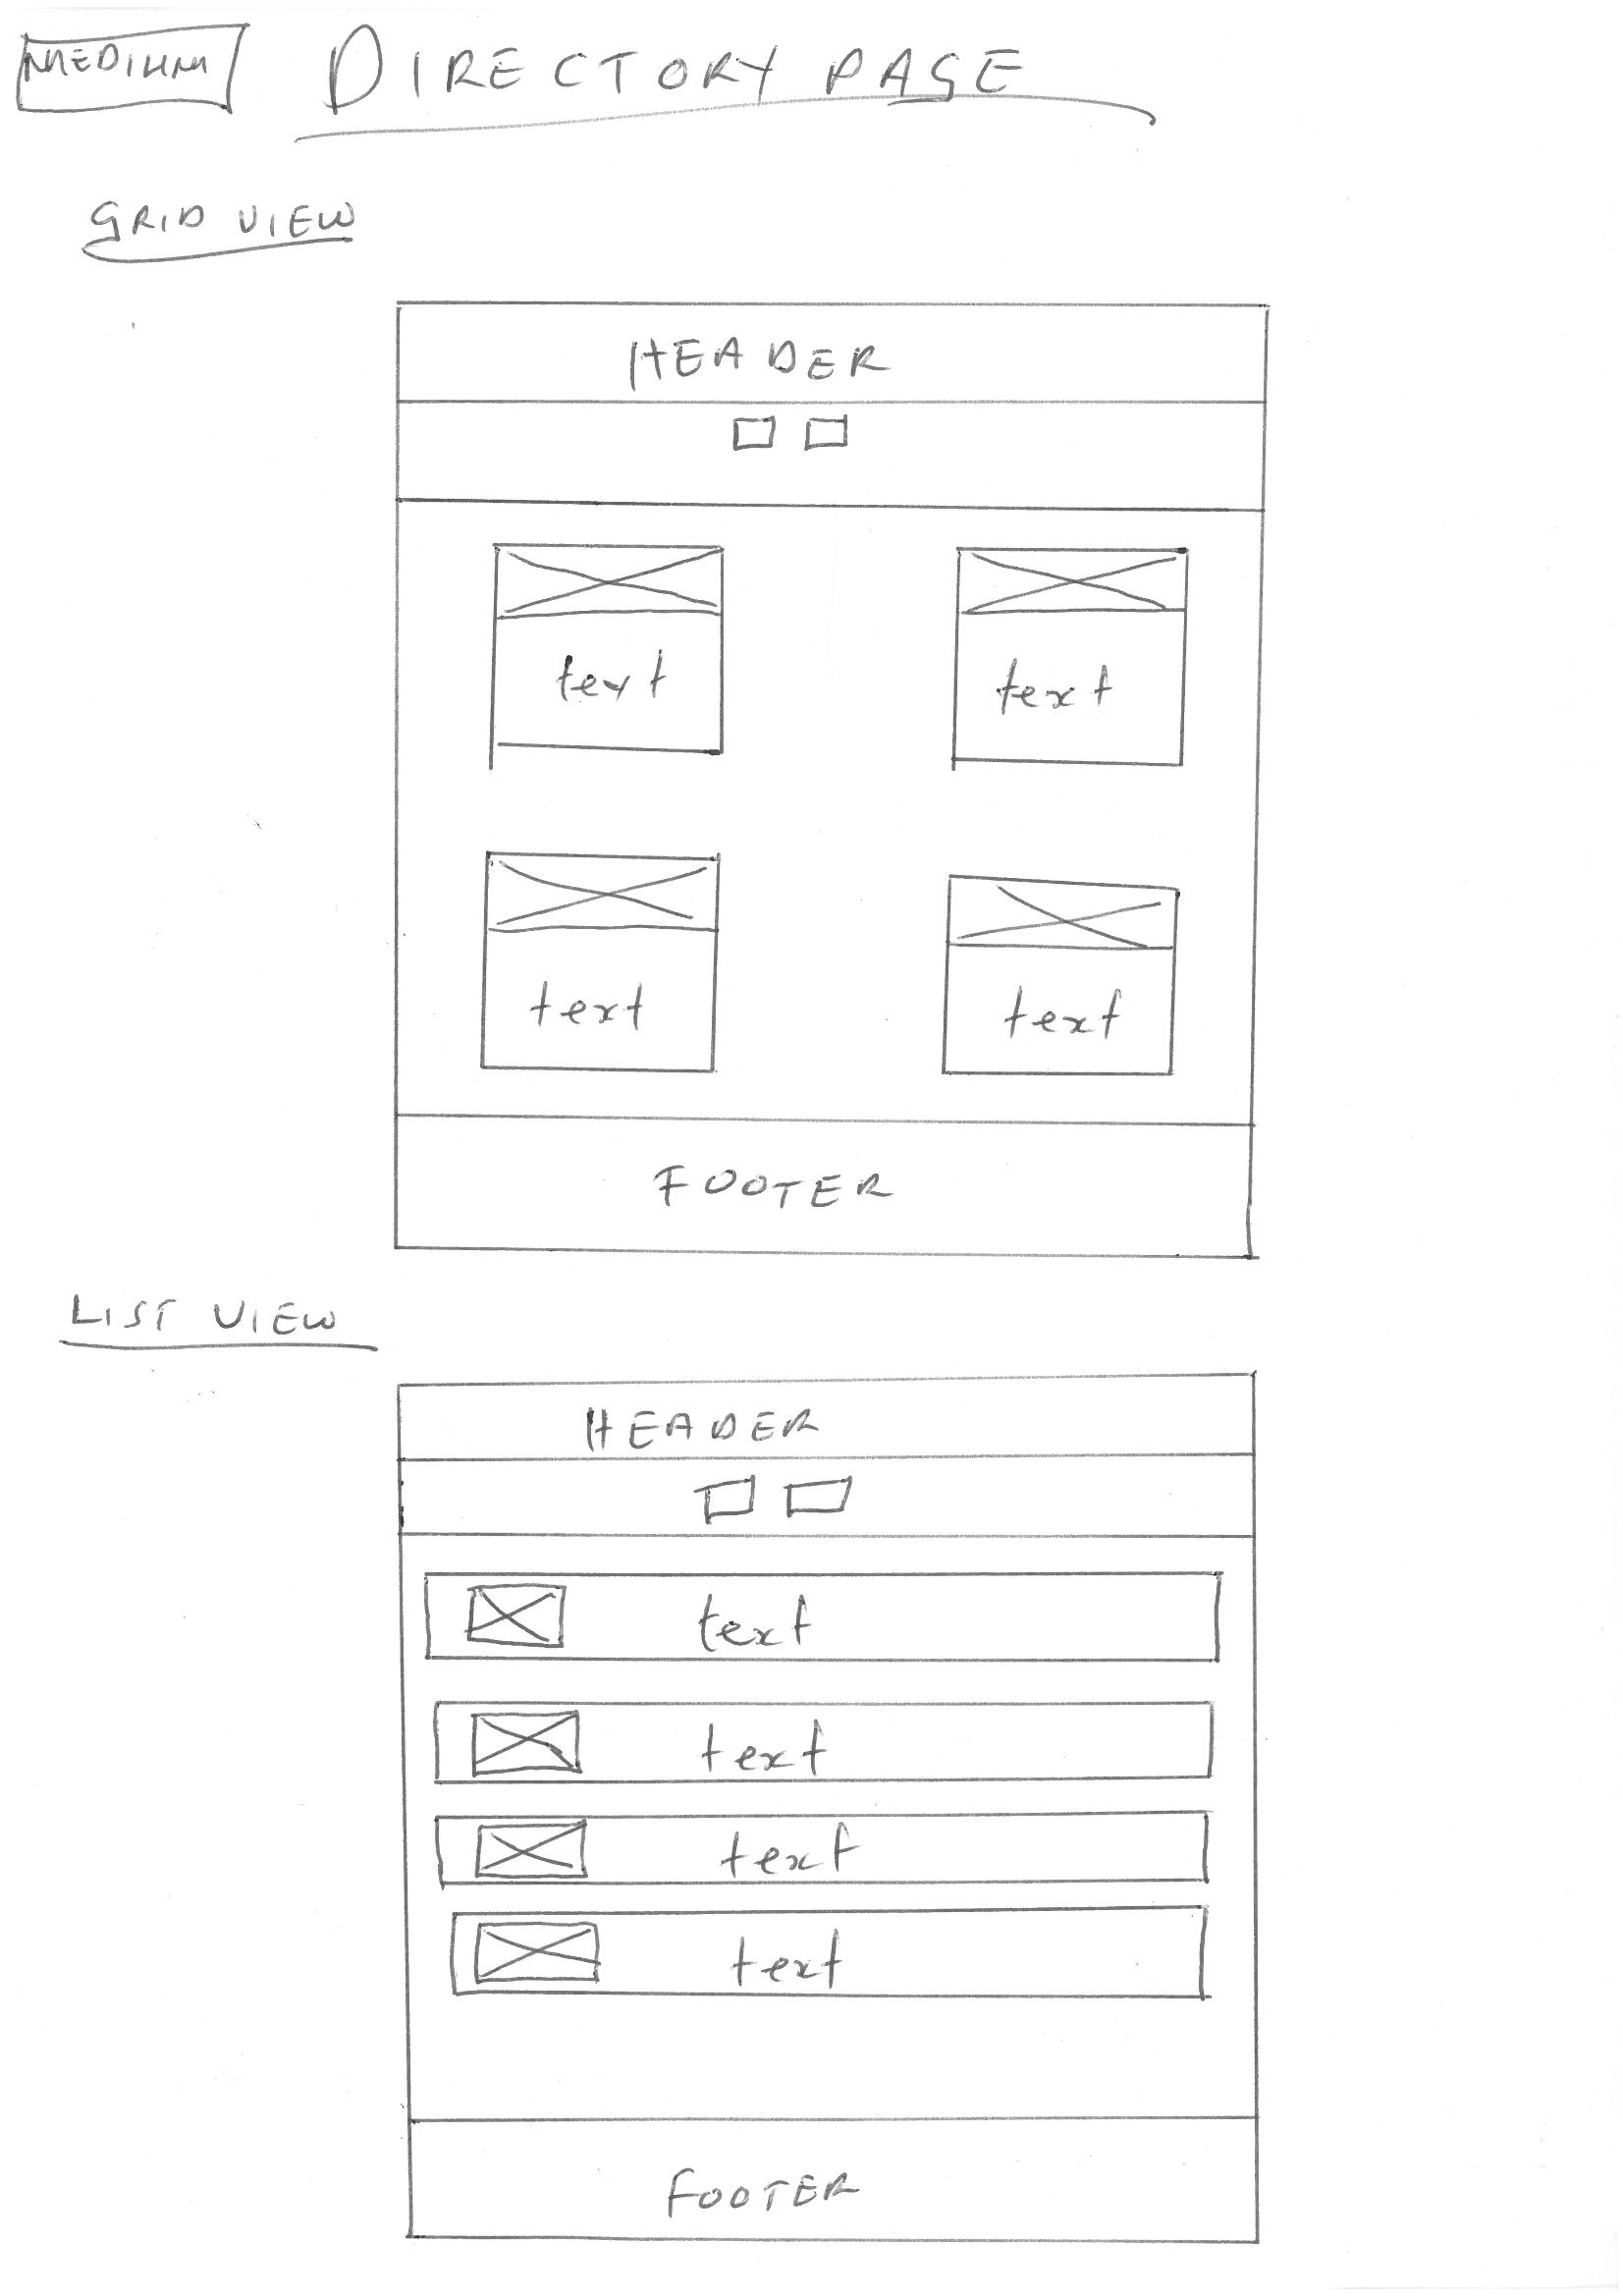 MEDIUM DIRECTORY PAGE
GRID VIEW
HEADER
text text
text text
FOOTER
LIST VIEW
HEADER
text
text
text
text
FOOTER